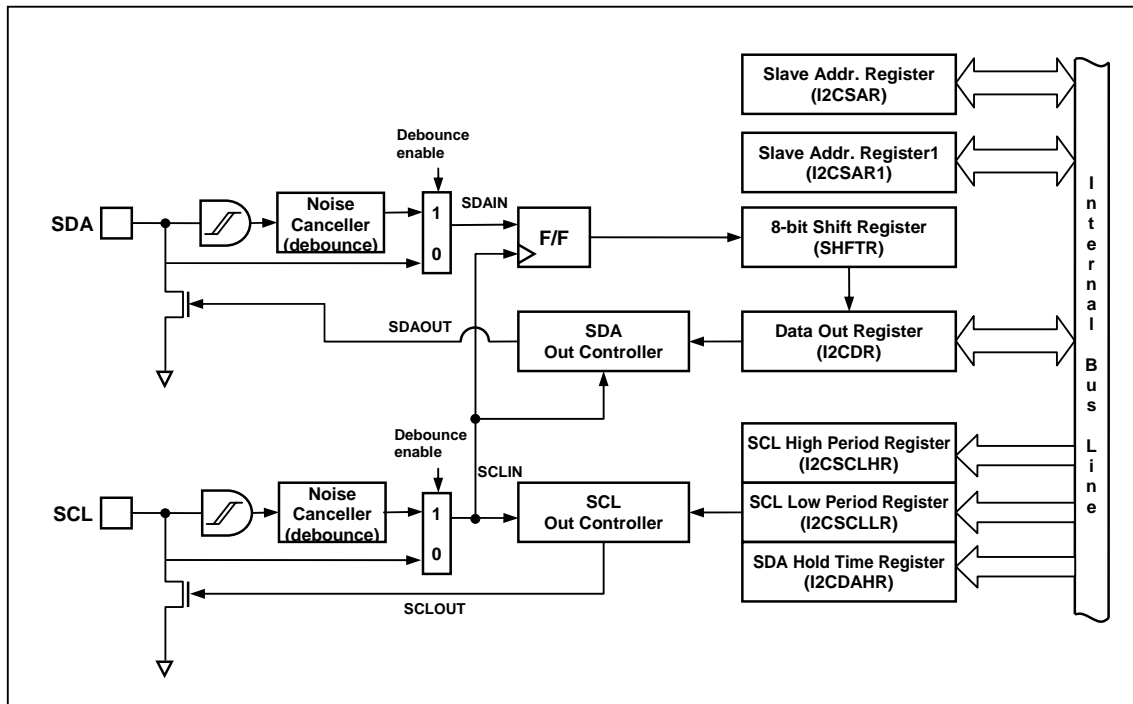 Slave Addr. Register
(I2CSAR)
Slave Addr. Register1
(I2CSAR1)
Debounce
enable
SDA
Noise
Canceller
(debounce)
1
0
SDAIN
F/F
8-bit Shift Register
(SHFTR)
SDAOUT
SDA
Out Controller
Data Out Register
(I2CDR)
Internal Bus Line
Debounce
enable
SCLIN
SCL
Noise
Canceller
(debounce)
1
0
SCL
Out Controller
SCL High Period Register
(I2CSCLHR)
SCL Low Period Register
(I2CSCLLR)
SDA Hold Time Register
(I2CDAHR)
SCLOUT